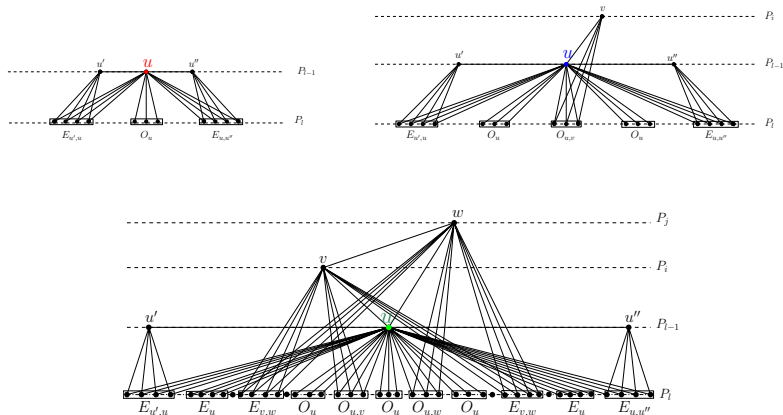 u' u u'' P_{l-1}
E_{u',u} O_u E_{u,u''} P_l
v P_i
u' u u'' P_{l-1}
E_{u',u} O_u O_{u,v} O_u E_{u,u''} P_l
w P_j
v P_i
u' u u'' P_{l-1}
P_l
E_{u',u} E_u E_{v,w} O_u O_{u,v} O_u O_{u,w} O_u E_{v,w} E_u E_{u,u''}